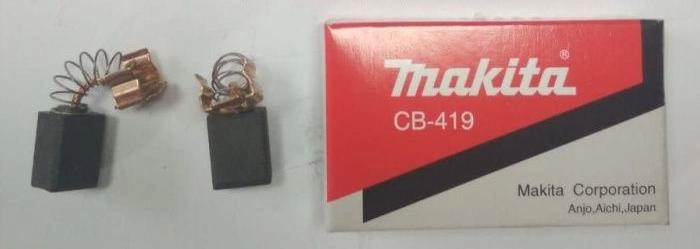 makita®
CB-419
Makita Corporation
Anjo,Aichi,Japan